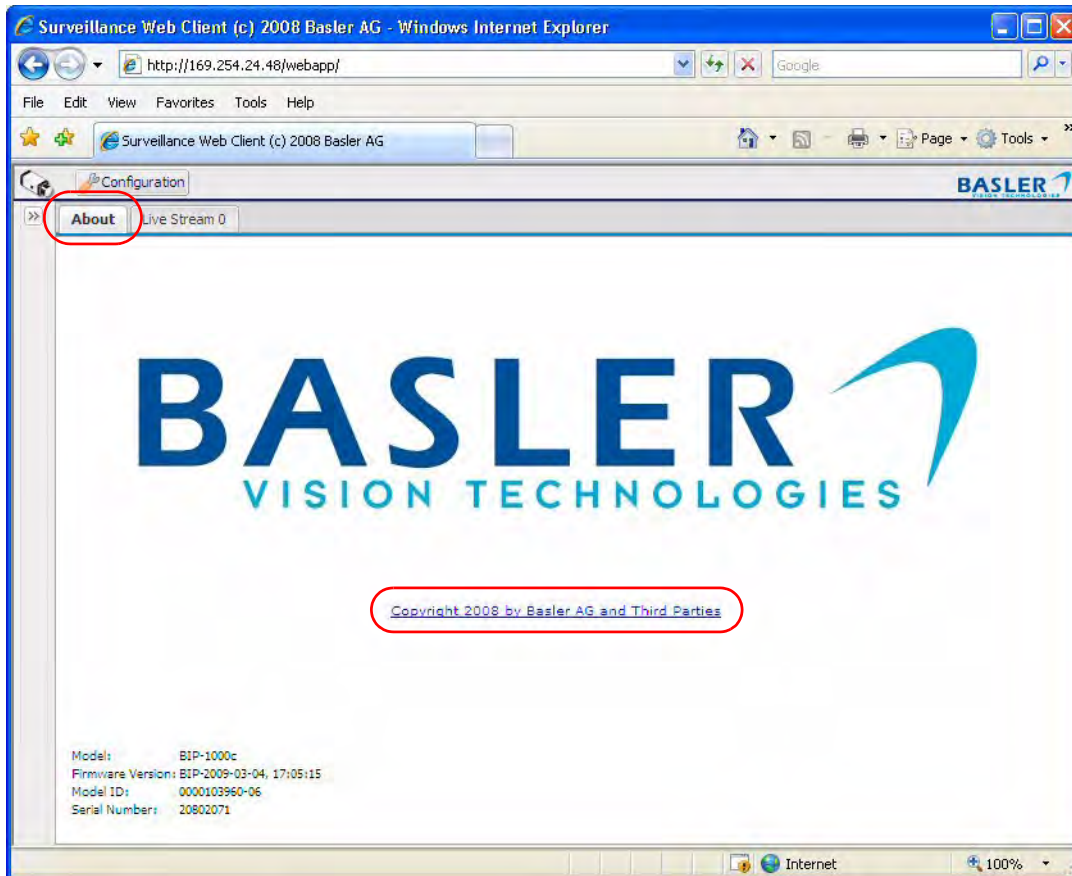 Surveillance Web Client (c) 2008 Basler AG - Windows Internet Explorer
http://169.254.24.48/webapp/
Google
File Edit View Favorites Tools Help
Surveillance Web Client (c) 2008 Basler AG
Page Tools
Configuration
BASLER
VISION TECHNOLOGIES
About Live Stream 0
BASLER
VISION TECHNOLOGIES
Copyright 2008 by Basler AG and Third Parties
Model: BIP-1000c
Firmware Version: BIP-2009-03-04, 17:05:15
Model ID: 0000103960-06
Serial Number: 20802071
Internet 100%